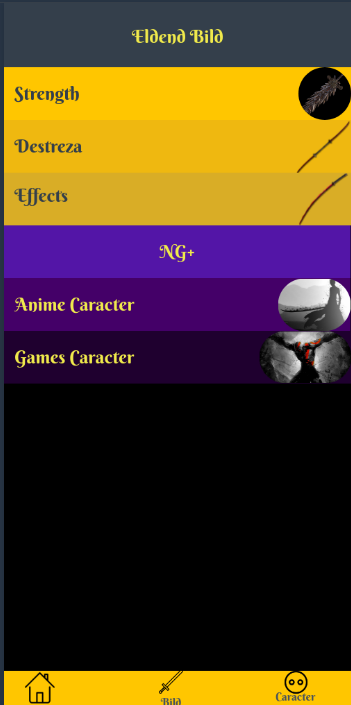 Eldend Bild
Strength
Destreza
Effects
NG+
Anime Caracter
Games Caracter
Bild
Caracter